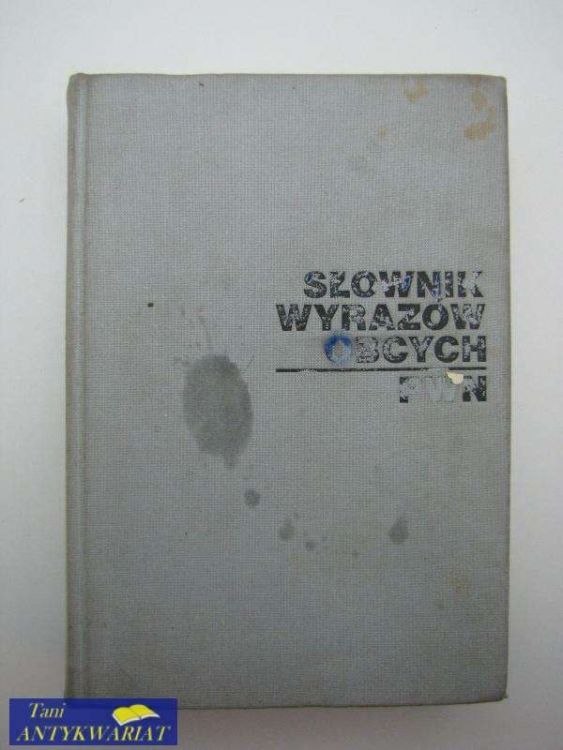 SŁOWNIK
WYRAZÓW
OBCYCH
PWN
Tani
ANTYKWARIAT